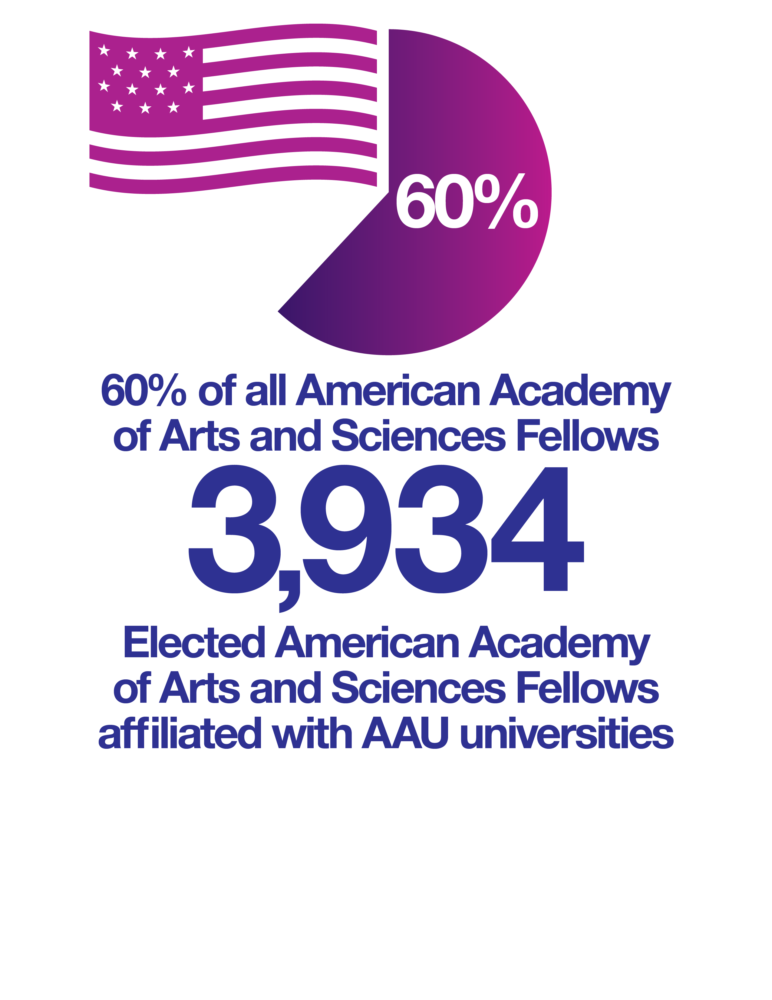 60%
60% of all American Academy
of Arts and Sciences Fellows
3,934
Elected American Academy
of Arts and Sciences Fellows
affiliated with AAU universities